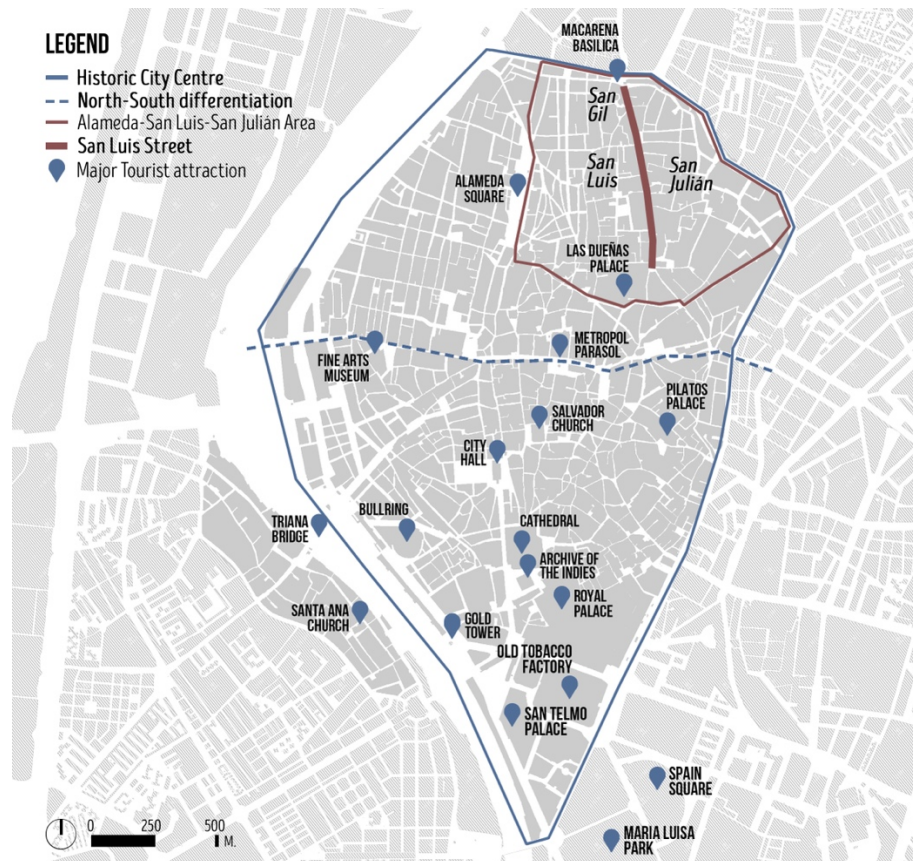 LEGEND
Historic City Centre
North-South differentiation
Alameda-San Luis-San Julián Area
San Luis Street
Major Tourist attraction
MACARENA
BASILICA
San
Gil
San
Luis
San
Julián
ALAMEDA
SQUARE
LAS DUEÑAS
PALACE
METROPOL
PARASOL
FINE ARTS
MUSEUM
PILATOS
PALACE
SALVADOR
CHURCH
CITY
HALL
BULLRING
TRIANA
BRIDGE
CATHEDRAL
ARCHIVE OF
THE INDIES
ROYAL
PALACE
SANTA ANA
CHURCH
GOLD
TOWER
OLD TOBACCO
FACTORY
SAN TELMO
PALACE
SPAIN
SQUARE
MARIA LUISA
PARK
0 250 500
M.